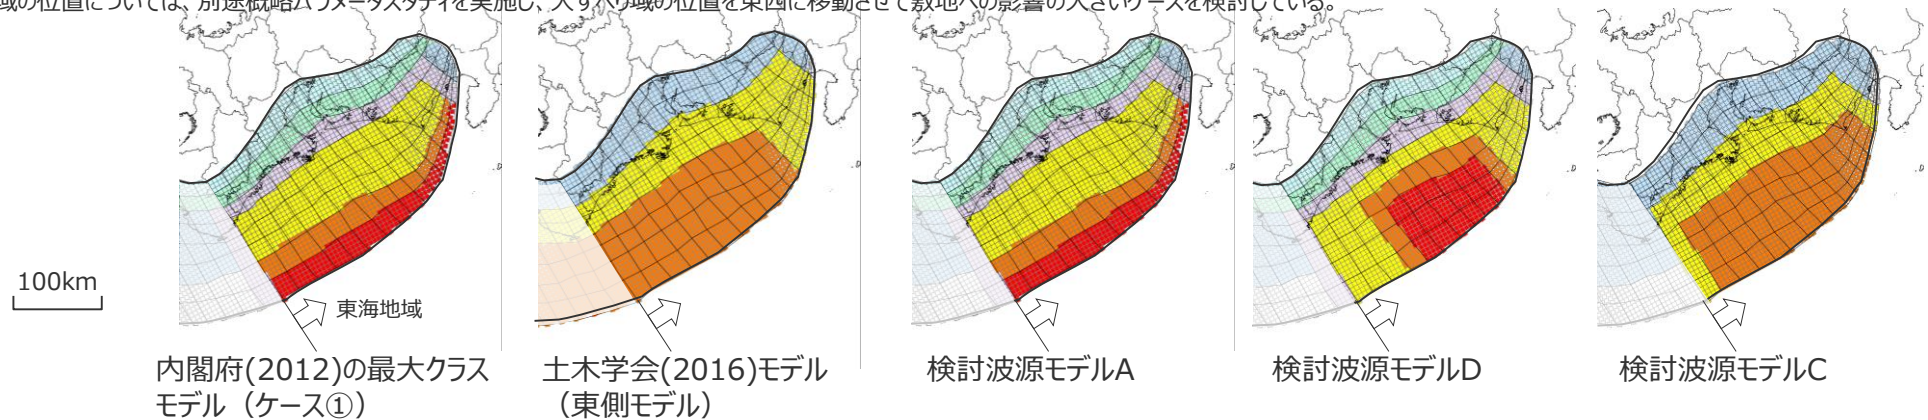 域の位置については、別途概略パラメータスタディを実施し、大すべり域の位置を東西に移動させて敷地への影響の大きいケースを検討している。
100km
東海地域
内閣府(2012)の最大クラス
モデル（ケース①）
土木学会(2016)モデル
（東側モデル）
検討波源モデルA
検討波源モデルD
検討波源モデルC